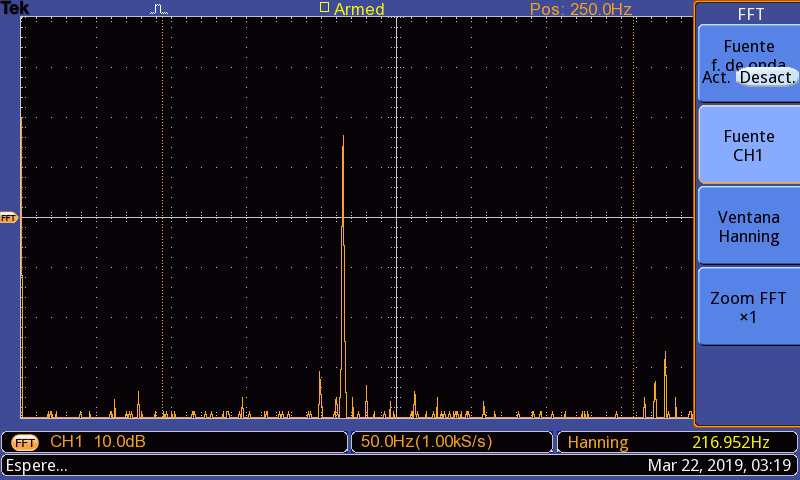 Tek
Armed
Pos: 250.0Hz
FFT
Fuente
f. de onda
Act. Desact.
Fuente
CH1
FFT
Ventana
Hanning
Zoom FFT
×1
FFT CH1 10.0dB
50.0Hz(1.00kS/s)
Hanning 216.952Hz
Espere...
Mar 22, 2019, 03:19